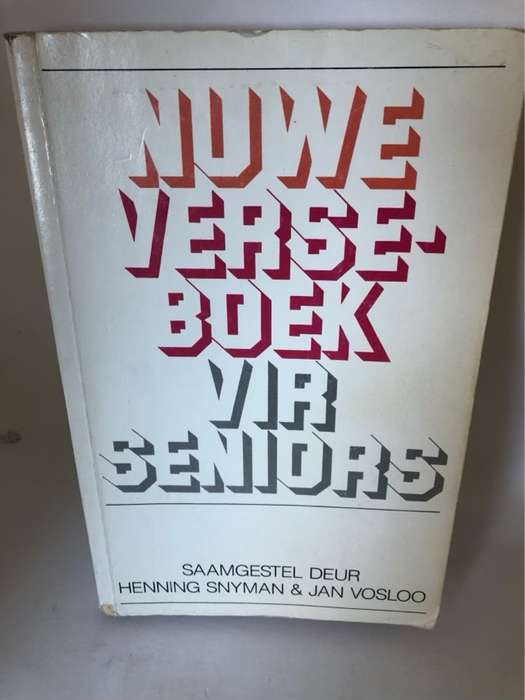 NUWE
VERSE-
BOEK
VIR
SENIORS
SAAMGESTEL DEUR
HENNING SNYMAN & JAN VOSLOO